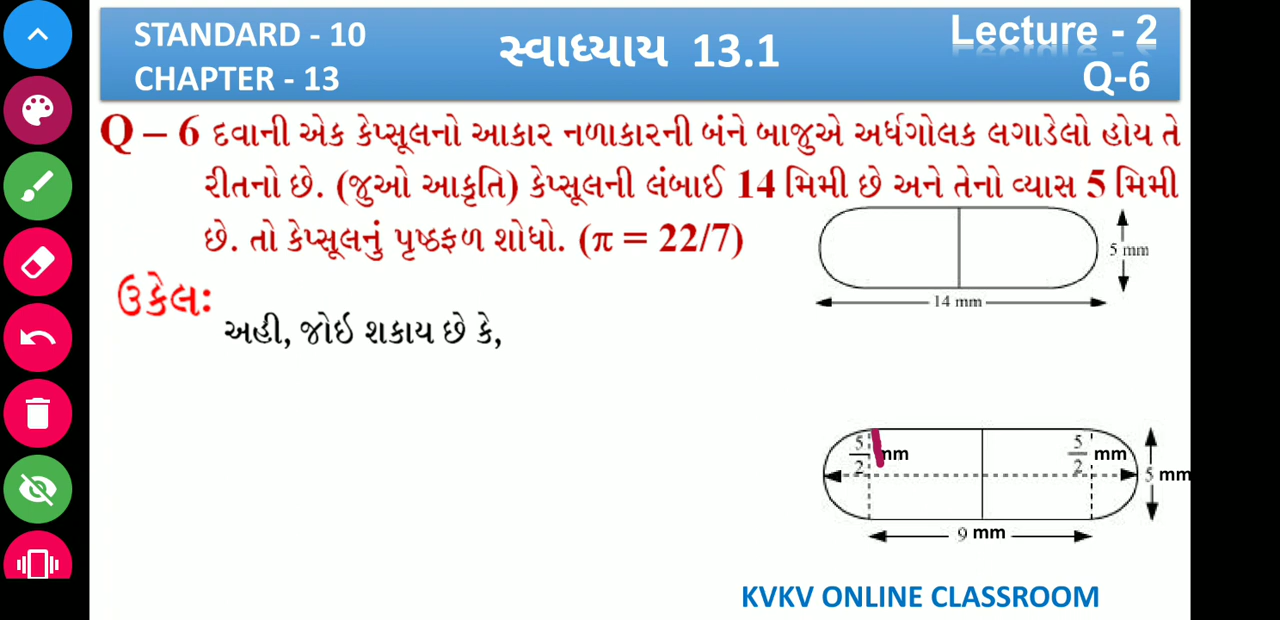 STANDARD - 10
CHAPTER - 13
સ્વાધ્યાય 13.1
Lecture - 2
Q-6
Q – 6 દવાની એક કેપ્સૂલનો આકાર નળાકારની બંને બાજુએ અર્ધગોલક લગાડેલો હોય તે
રીતનો છે. (જુઓ આકૃતિ) કેપ્સૂલની લંબાઈ 14 મિમી છે અને તેનો વ્યાસ 5 મિમી
છે. તો કેપ્સૂલનું પૃષ્ઠફળ શોધો. (π = 22/7)
5 mm
14 mm
ઉકેલઃ
અહી, જોઇ શકાય છે કે,
5/2 mm
5/2 mm
5 mm
9 mm
KVKV ONLINE CLASSROOM